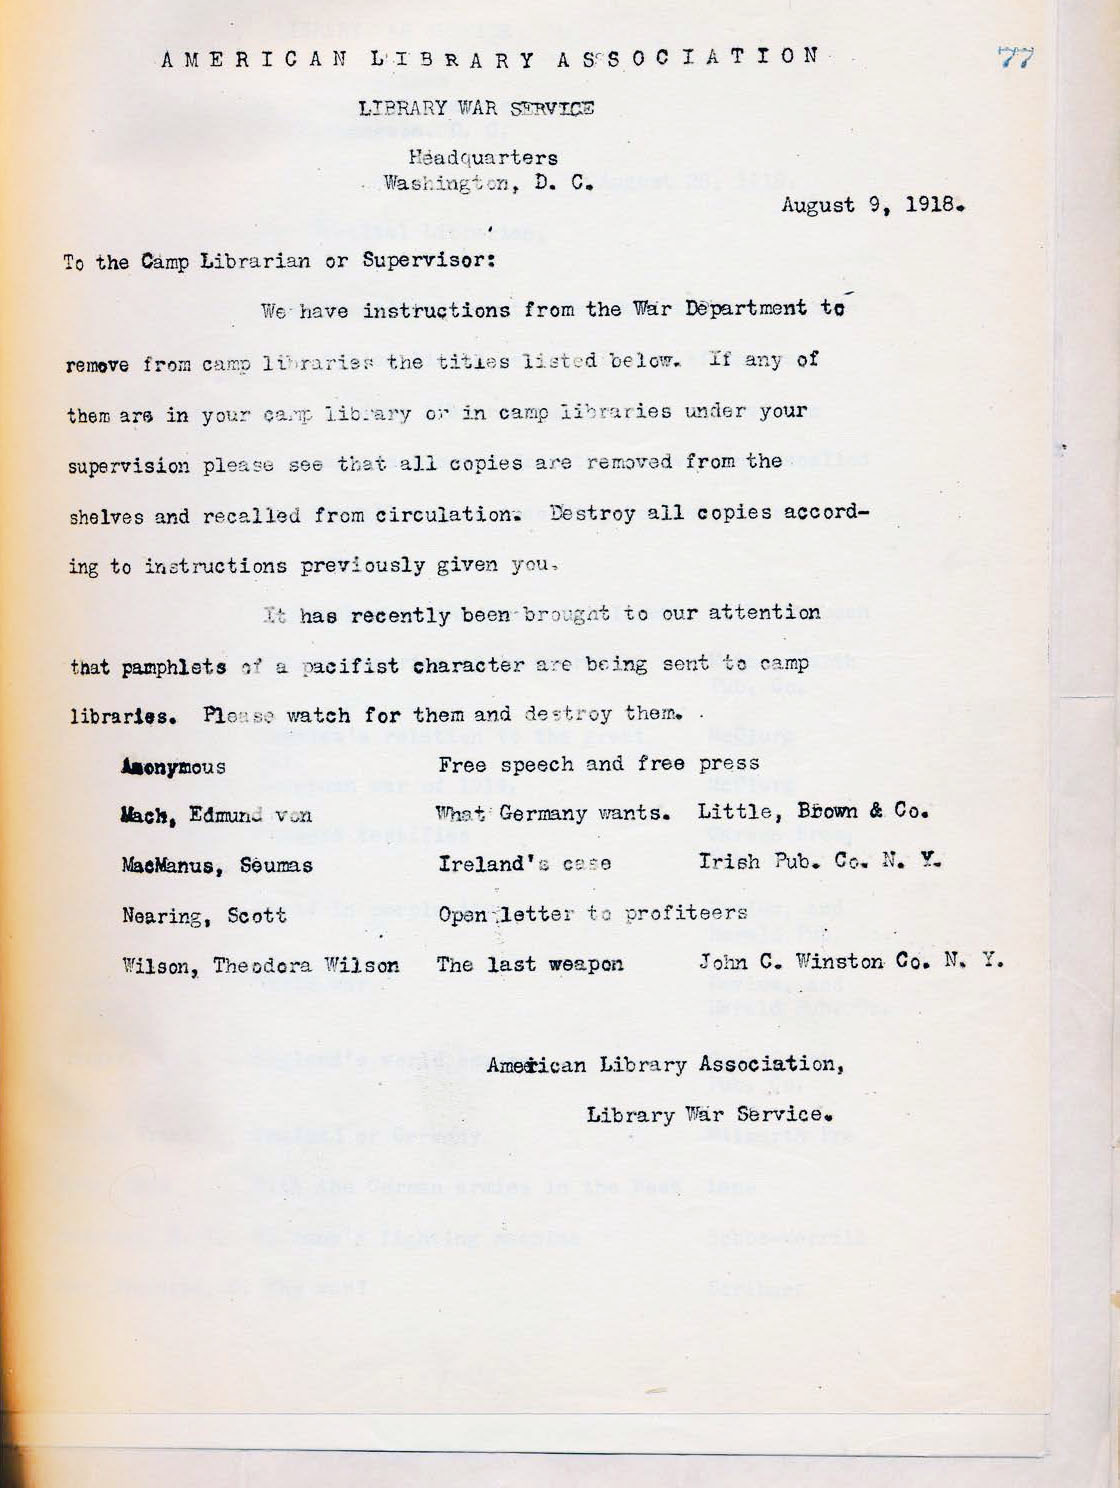 AMERICAN LIBRARY ASSOCIATION
77
LIBRARY WAR SERVICE
Headquarters
Washington, D. C.
August 9, 1918.
To the Camp Librarian or Supervisor:
We have instructions from the War Department to
remove from camp libraries the titles listed below. If any of
them are in your camp library or in camp libraries under your
supervision please see that all copies are removed from the
shelves and recalled from circulation. Destroy all copies accord-
ing to instructions previously given you.
It has recently been brought to our attention
that pamphlets of a pacifist character are being sent to camp
libraries. Please watch for them and destroy them.
Anonymous Free speech and free press
Mach, Edmund von What Germany wants. Little, Brown & Co.
MacManus, Seumas Ireland's case Irish Pub. Co. N. Y.
Nearing, Scott Open letter to profiteers
Wilson, Theodora Wilson The last weapon John C. Winston Co. N. Y.
American Library Association,
Library War Service.